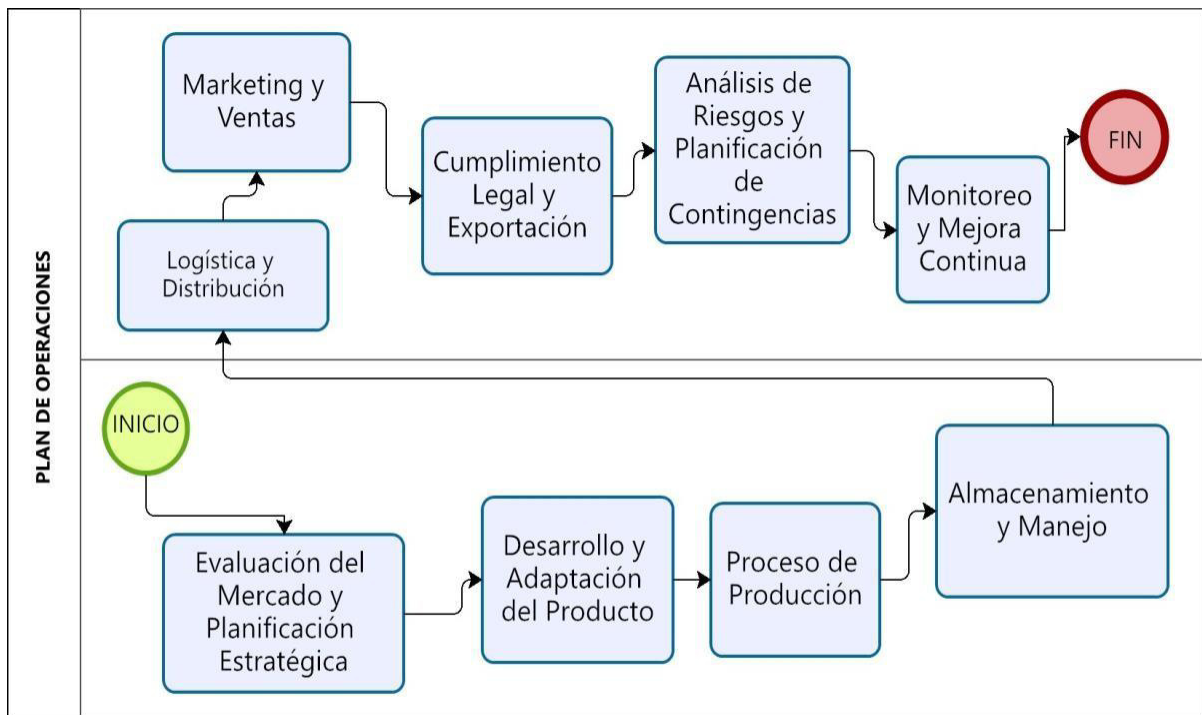 PLAN DE OPERACIONES
Marketing y
Ventas
Cumplimiento
Legal y
Exportación
Análisis de
Riesgos y
Planificación
de
Contingencias
Monitoreo
y Mejora
Continua
FIN
Logística y
Distribución
INICIO
Evaluación del
Mercado y
Planificación
Estratégica
Desarrollo y
Adaptación
del Producto
Proceso de
Producción
Almacenamiento
y Manejo